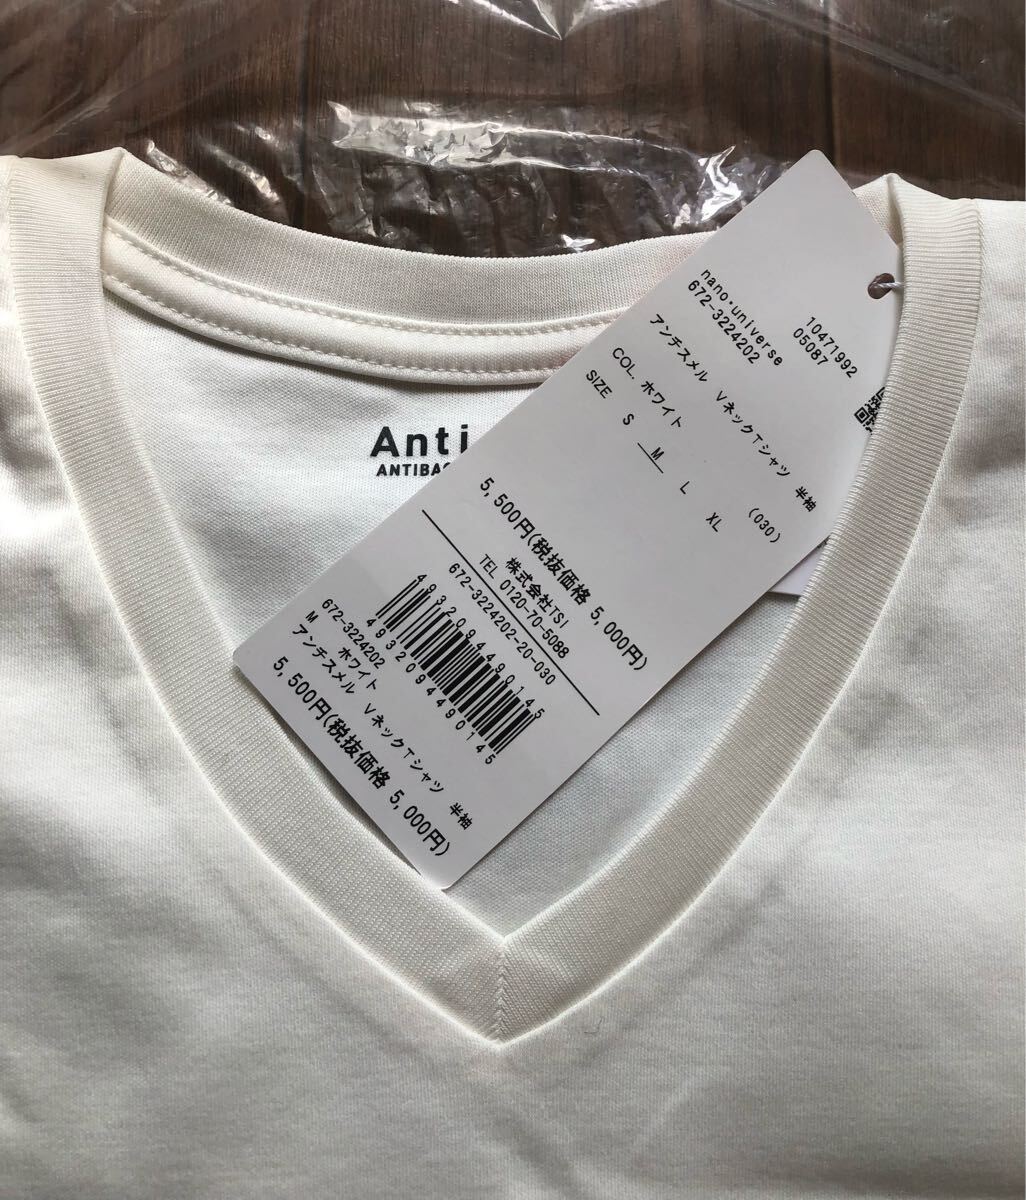 Anti
ANTIBAC
10471992
05087
nano・universe
672-3224202
アンチスメル VネックTシャツ 半袖
COL. ホワイト (030)
SIZE S M L XL
5,500円(税抜価格 5,000円)
株式会社TSI
TEL 0120-70-5088
672-3224202-20-030
4932094490145
4932094490145
672-3224202
M ホワイト
アンチスメル VネックTシャツ 半袖
5,500円(税抜価格 5,000円)